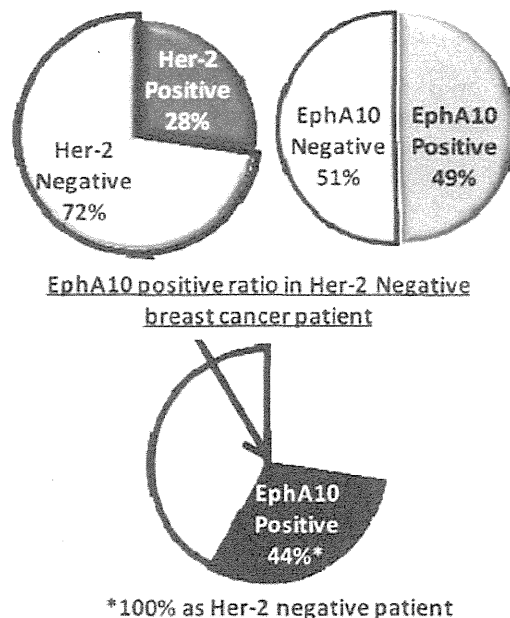 Her-2
Positive
28%
Her-2
Negative
72%
EphA10
Negative
51%
EphA10
Positive
49%
EphA10 positive ratio in Her-2 Negative
breast cancer patient
EphA10
Positive
44%*
*100% as Her-2 negative patient